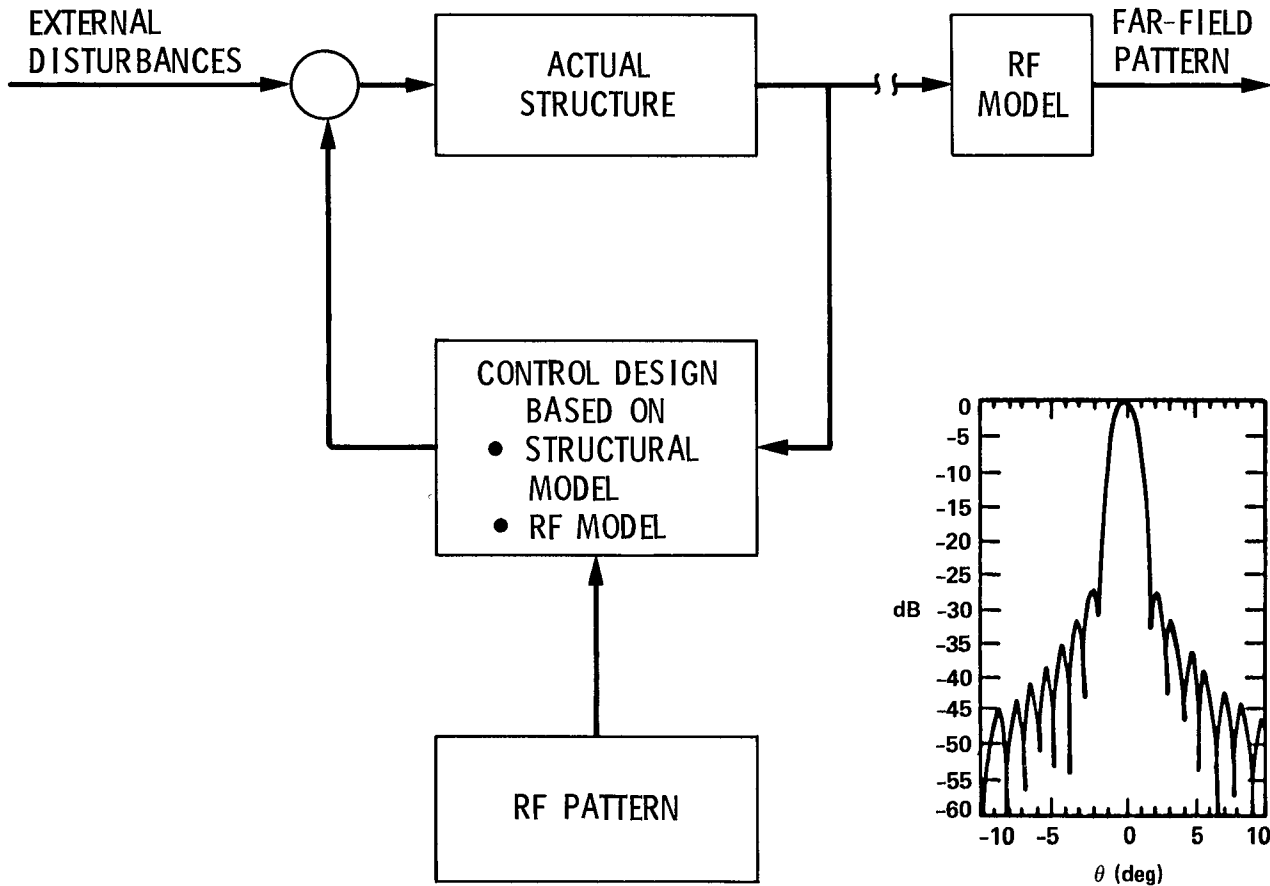 EXTERNAL
DISTURBANCES
ACTUAL
STRUCTURE
RF
MODEL
FAR-FIELD
PATTERN
CONTROL DESIGN
BASED ON
● STRUCTURAL
MODEL
● RF MODEL
RF PATTERN
0
-5
-10
-15
-20
-25
dB -30
-35
-40
-45
-50
-55
-60
-10 -5 0 5 10
θ (deg)